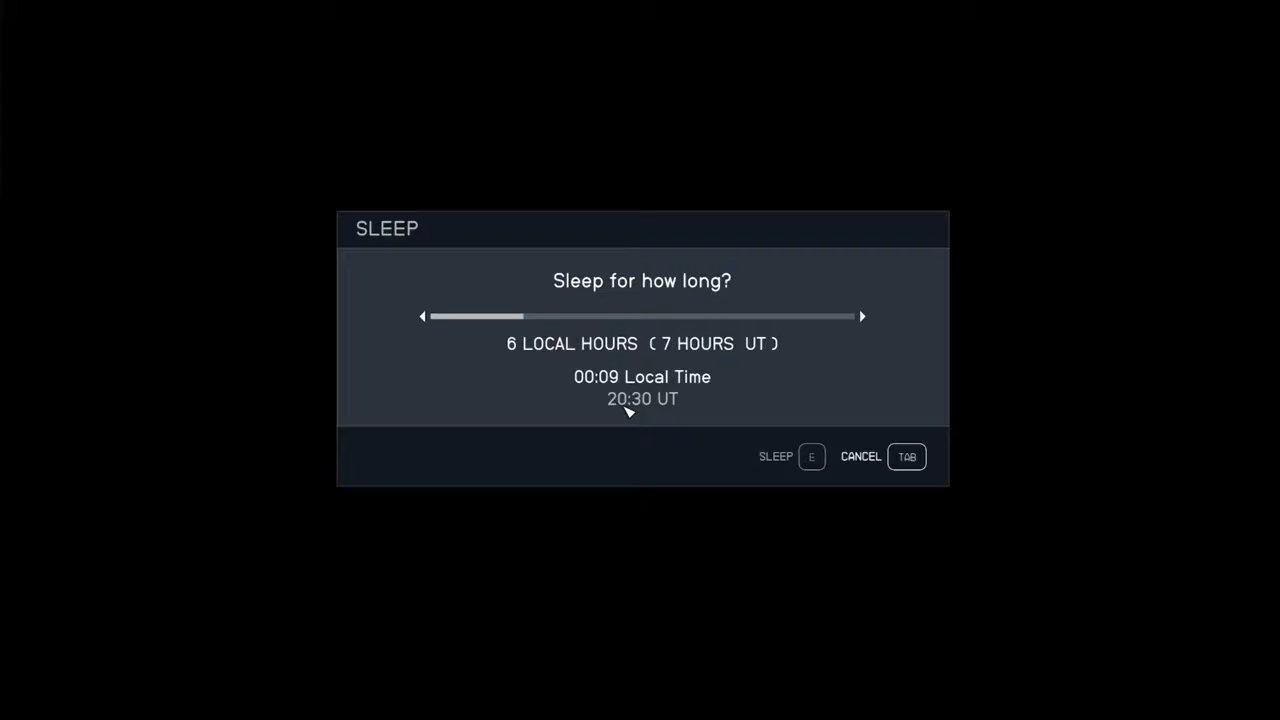 SLEEP
Sleep for how long?
6 LOCAL HOURS ( 7 HOURS UT )
00:09 Local Time
20:30 UT
SLEEP E CANCEL TAB